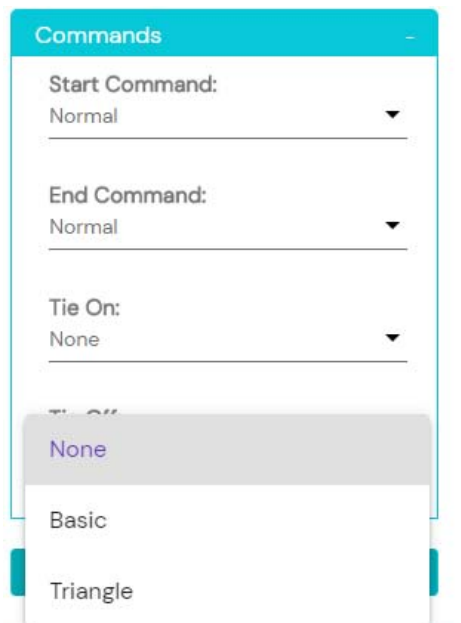 Commands -
Start Command:
Normal
End Command:
Normal
Tie On:
None
None
Basic
Triangle